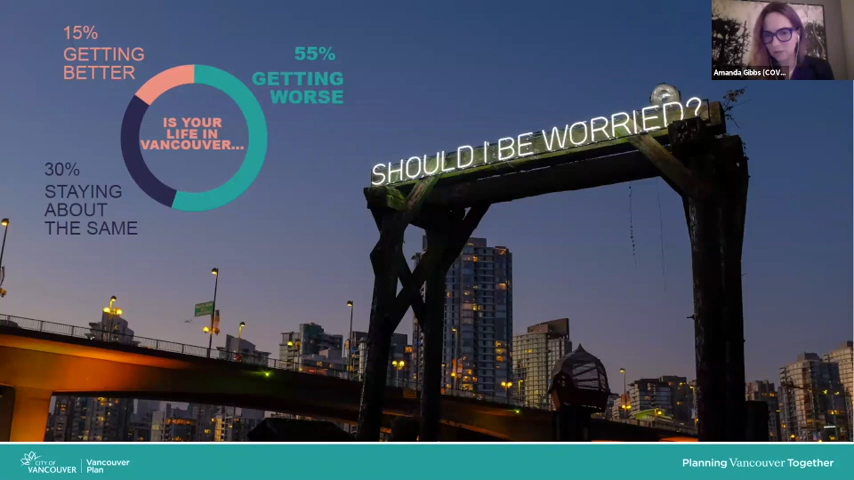 15%
GETTING
BETTER
55%
GETTING
WORSE
IS YOUR
LIFE IN
VANCOUVER...
30%
STAYING
ABOUT
THE SAME
SHOULD I BE WORRIED?
Amanda Gibbs (COV...
CITY OF
VANCOUVER
Vancouver
Plan
Planning Vancouver Together